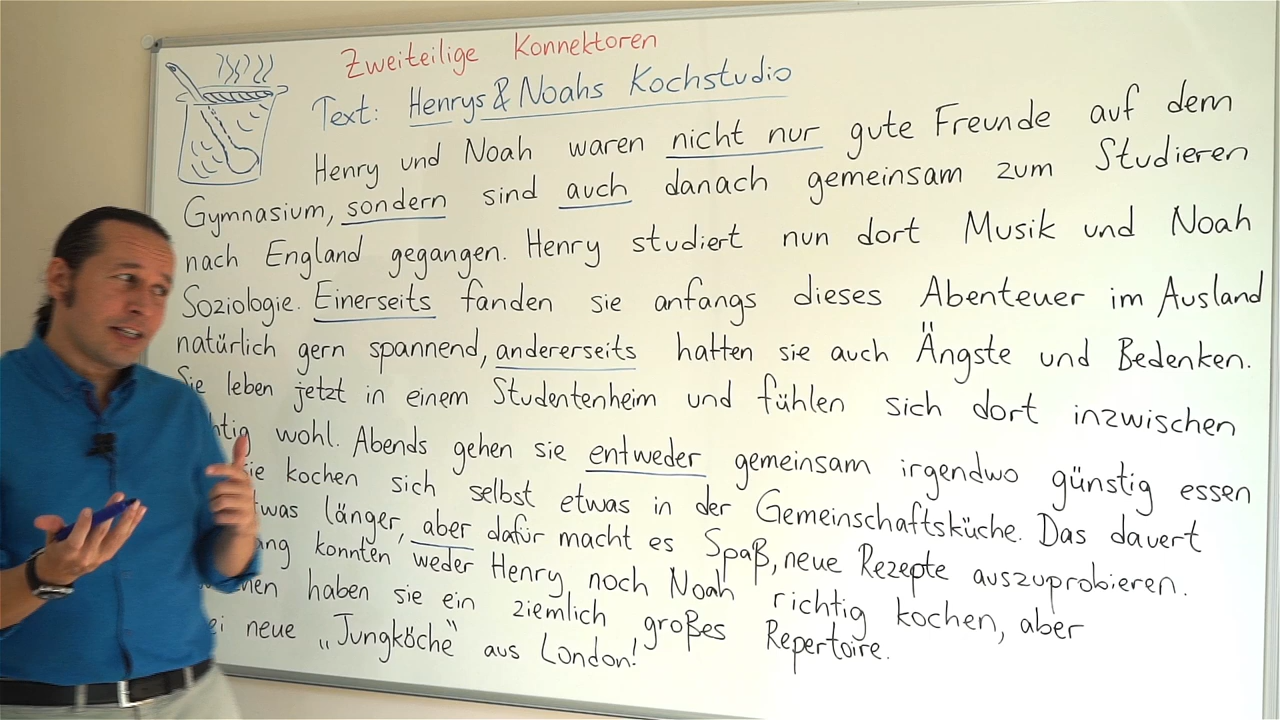 Zweiteilige Konnektoren
Text: Henrys & Noahs Kochstudio
Henry und Noah waren nicht nur gute Freunde auf dem
Gymnasium, sondern sind auch danach gemeinsam zum Studieren
nach England gegangen. Henry studiert nun dort Musik und Noah
Soziologie. Einerseits fanden sie anfangs dieses Abenteuer im Ausland
natürlich gern spannend, andererseits hatten sie auch Ängste und Bedenken.
Sie leben jetzt in einem Studentenheim und fühlen sich dort inzwischen
wohl. Abends gehen sie entweder gemeinsam irgendwo günstig essen
kochen sich selbst etwas in der Gemeinschaftsküche. Das dauert
länger, aber dafür macht es Spaß, neue Rezepte auszuprobieren.
konnten weder Henry noch Noah richtig kochen, aber
haben sie ein ziemlich großes Repertoire.
neue „Jungköche“ aus London!